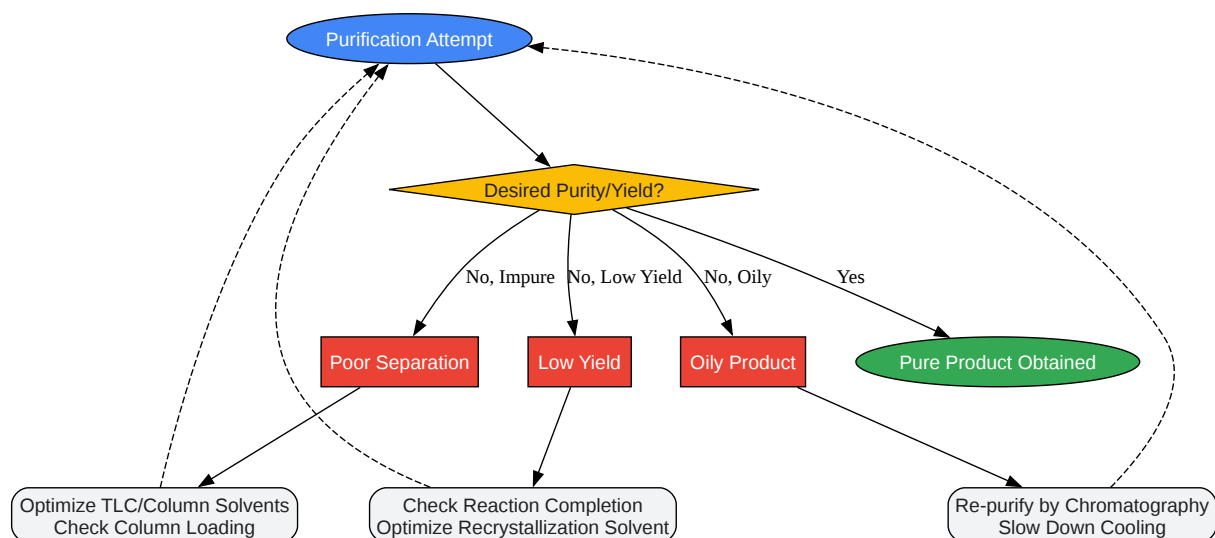 Purification Attempt
Desired Purity/Yield?
No, Impure
No, Low Yield
No, Oily
Yes
Poor Separation
Low Yield
Oily Product
Pure Product Obtained
Optimize TLC/Column Solvents
Check Column Loading
Check Reaction Completion
Optimize Recrystallization Solvent
Re-purify by Chromatography
Slow Down Cooling